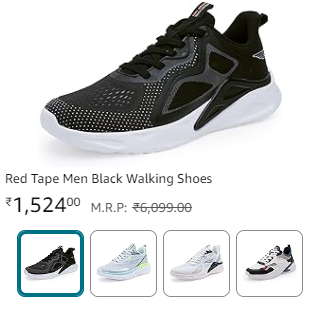 Red Tape Men Black Walking Shoes
₹1,524⁰⁰ M.R.P: ₹6,099.00